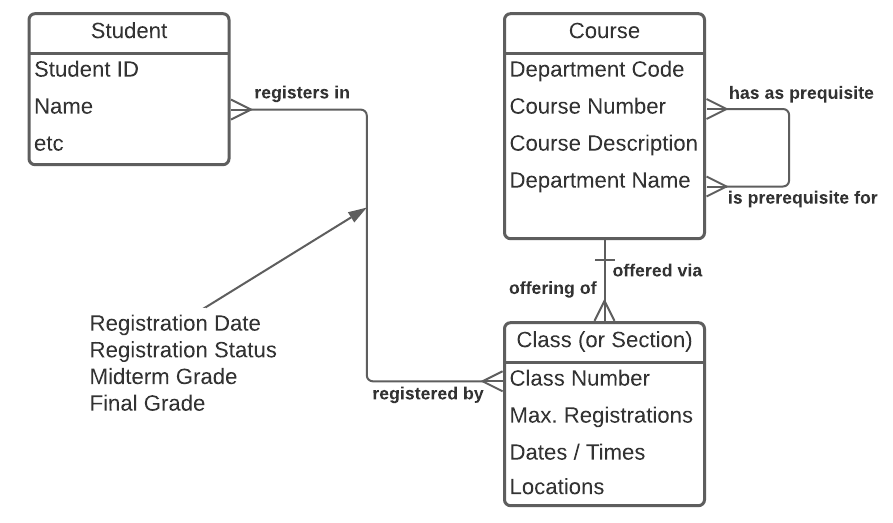 Student
Student ID
Name
etc
registers in
Course
Department Code
Course Number
Course Description
Department Name
has as prequisite
is prerequisite for
offered via
offering of
Registration Date
Registration Status
Midterm Grade
Final Grade
registered by
Class (or Section)
Class Number
Max. Registrations
Dates / Times
Locations